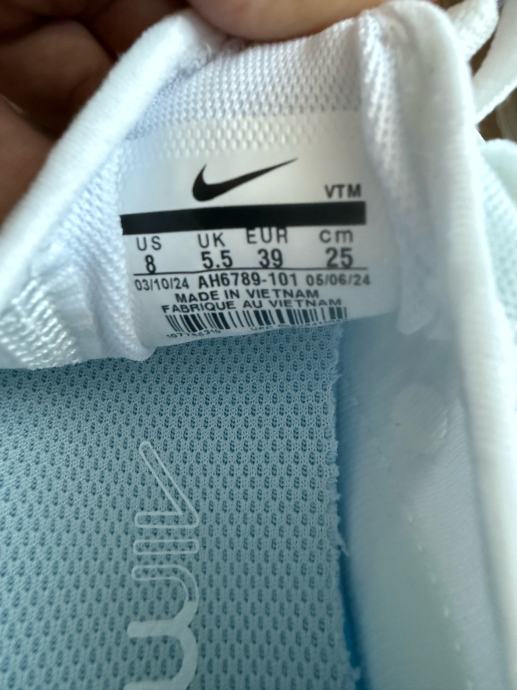 VTM
US UK EUR cm
8 5.5 39 25
03/10/24 AH6789-101 05/06/24
MADE IN VIETNAM
FABRIQUE AU VIETNAM